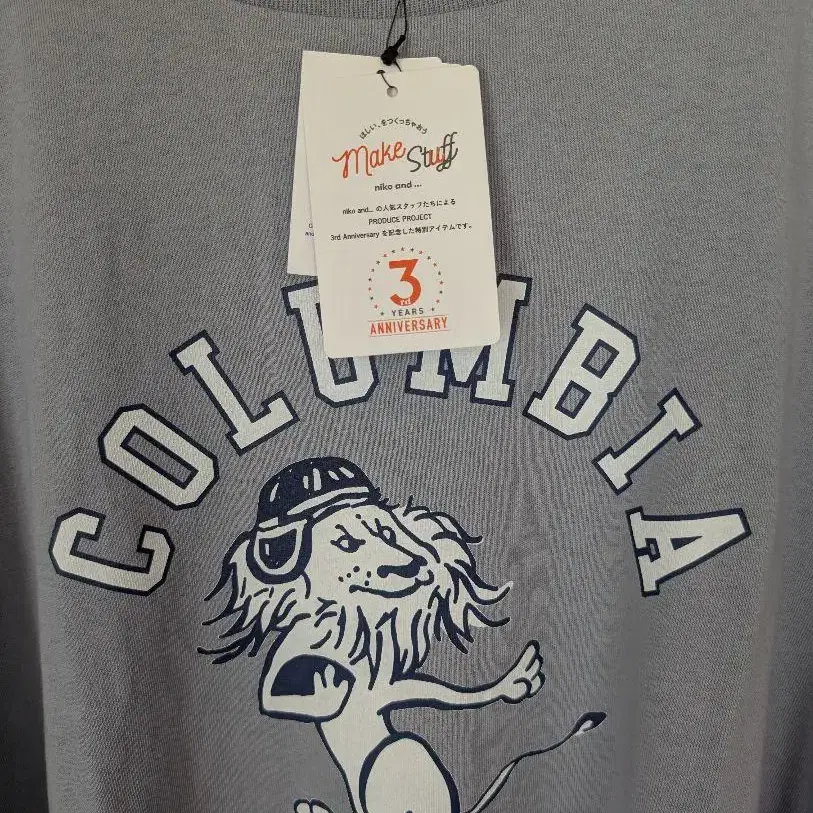 ほしい、をつくっちゃおう
Make Stuff
niko and ...
niko and... の人気スタッフたちによる
PRODUCE PROJECT
3rd Anniversary を記念した特別アイテムです。
3rd
YEARS
ANNIVERSARY
COLUMBIA